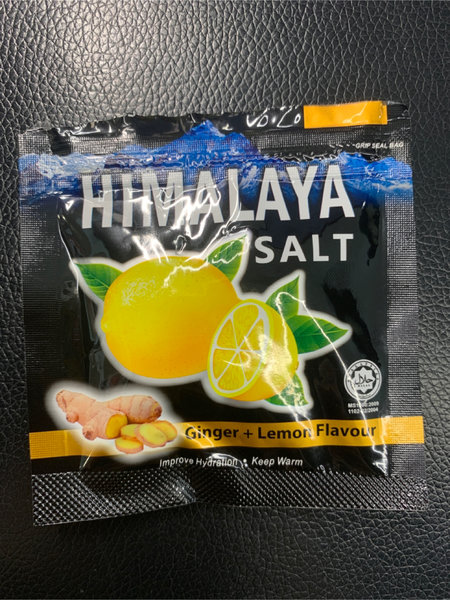 GRIP SEAL BAG
HIMALAYA
SALT
Ginger + Lemon Flavour
Improve Hydration • Keep Warm